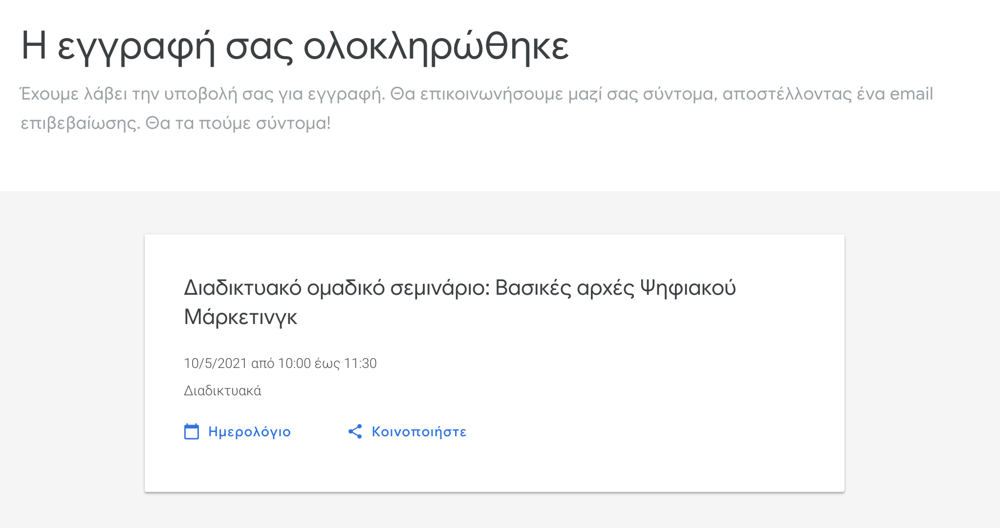 Η εγγραφή σας ολοκληρώθηκε
Έχουμε λάβει την υποβολή σας για εγγραφή. Θα επικοινωνήσουμε μαζί σας σύντομα, αποστέλλοντας ένα email
επιβεβαίωσης. Θα τα πούμε σύντομα!
Διαδικτυακό ομαδικό σεμινάριο: Βασικές αρχές Ψηφιακού
Μάρκετινγκ
10/5/2021 από 10:00 έως 11:30
Διαδικτυακά
Ημερολόγιο
Κοινοποιήστε